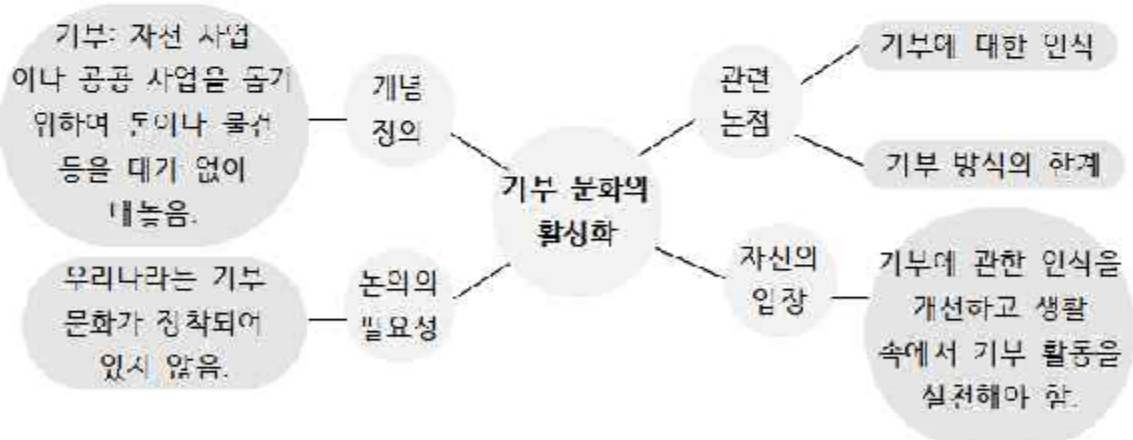 기부: 자선 사업
이나 공공 사업을 돕기
위하여 돈이나 물건
등을 대가 없이
내놓음.
개념
정의
관련
논점
기부에 대한 인식
기부 방식의 한계
기부 문화의
활성화
우리나라는 기부
문화가 정착되어
있지 않음.
논의의
필요성
자신의
입장
기부에 관한 인식을
개선하고 생활
속에서 기부 활동을
실천해야 함.